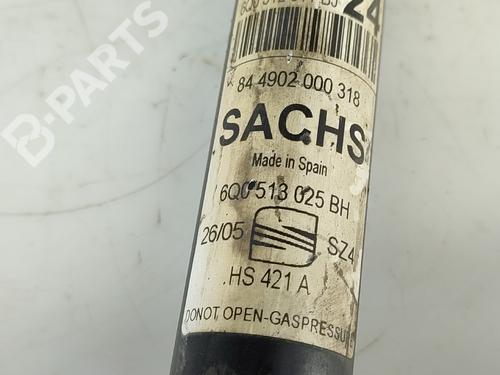 24
84 4902 000 318
SACHS
Made in Spain
6Q0 513 025 BH
26/05 SZ4
HS 421 A
DONOT OPEN-GASPRESSU
B-PARTS